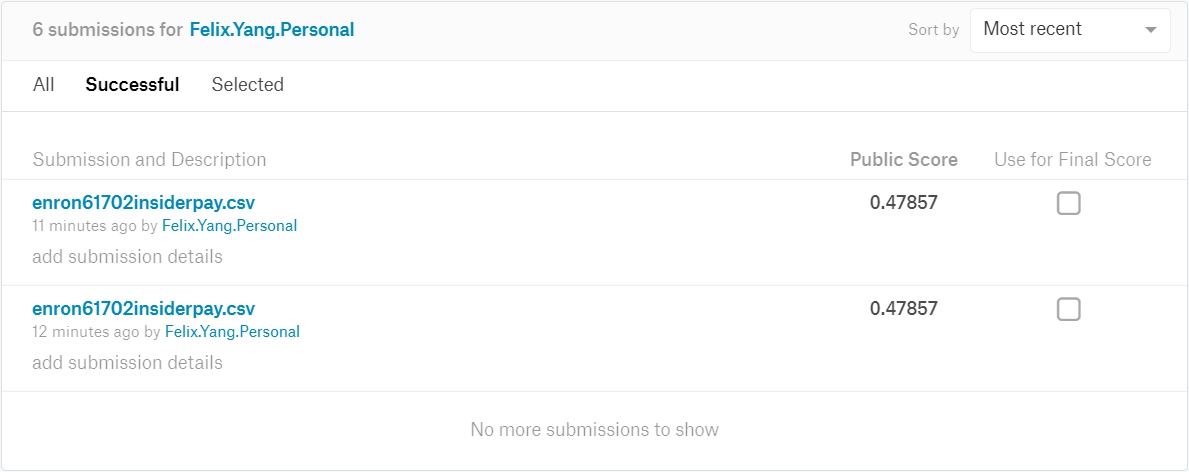 6 submissions for Felix.Yang.Personal
Sort by Most recent
All Successful Selected
Submission and Description Public Score Use for Final Score
enron61702insiderpay.csv 0.47857
11 minutes ago by Felix.Yang.Personal
add submission details
enron61702insiderpay.csv 0.47857
12 minutes ago by Felix.Yang.Personal
add submission details
No more submissions to show